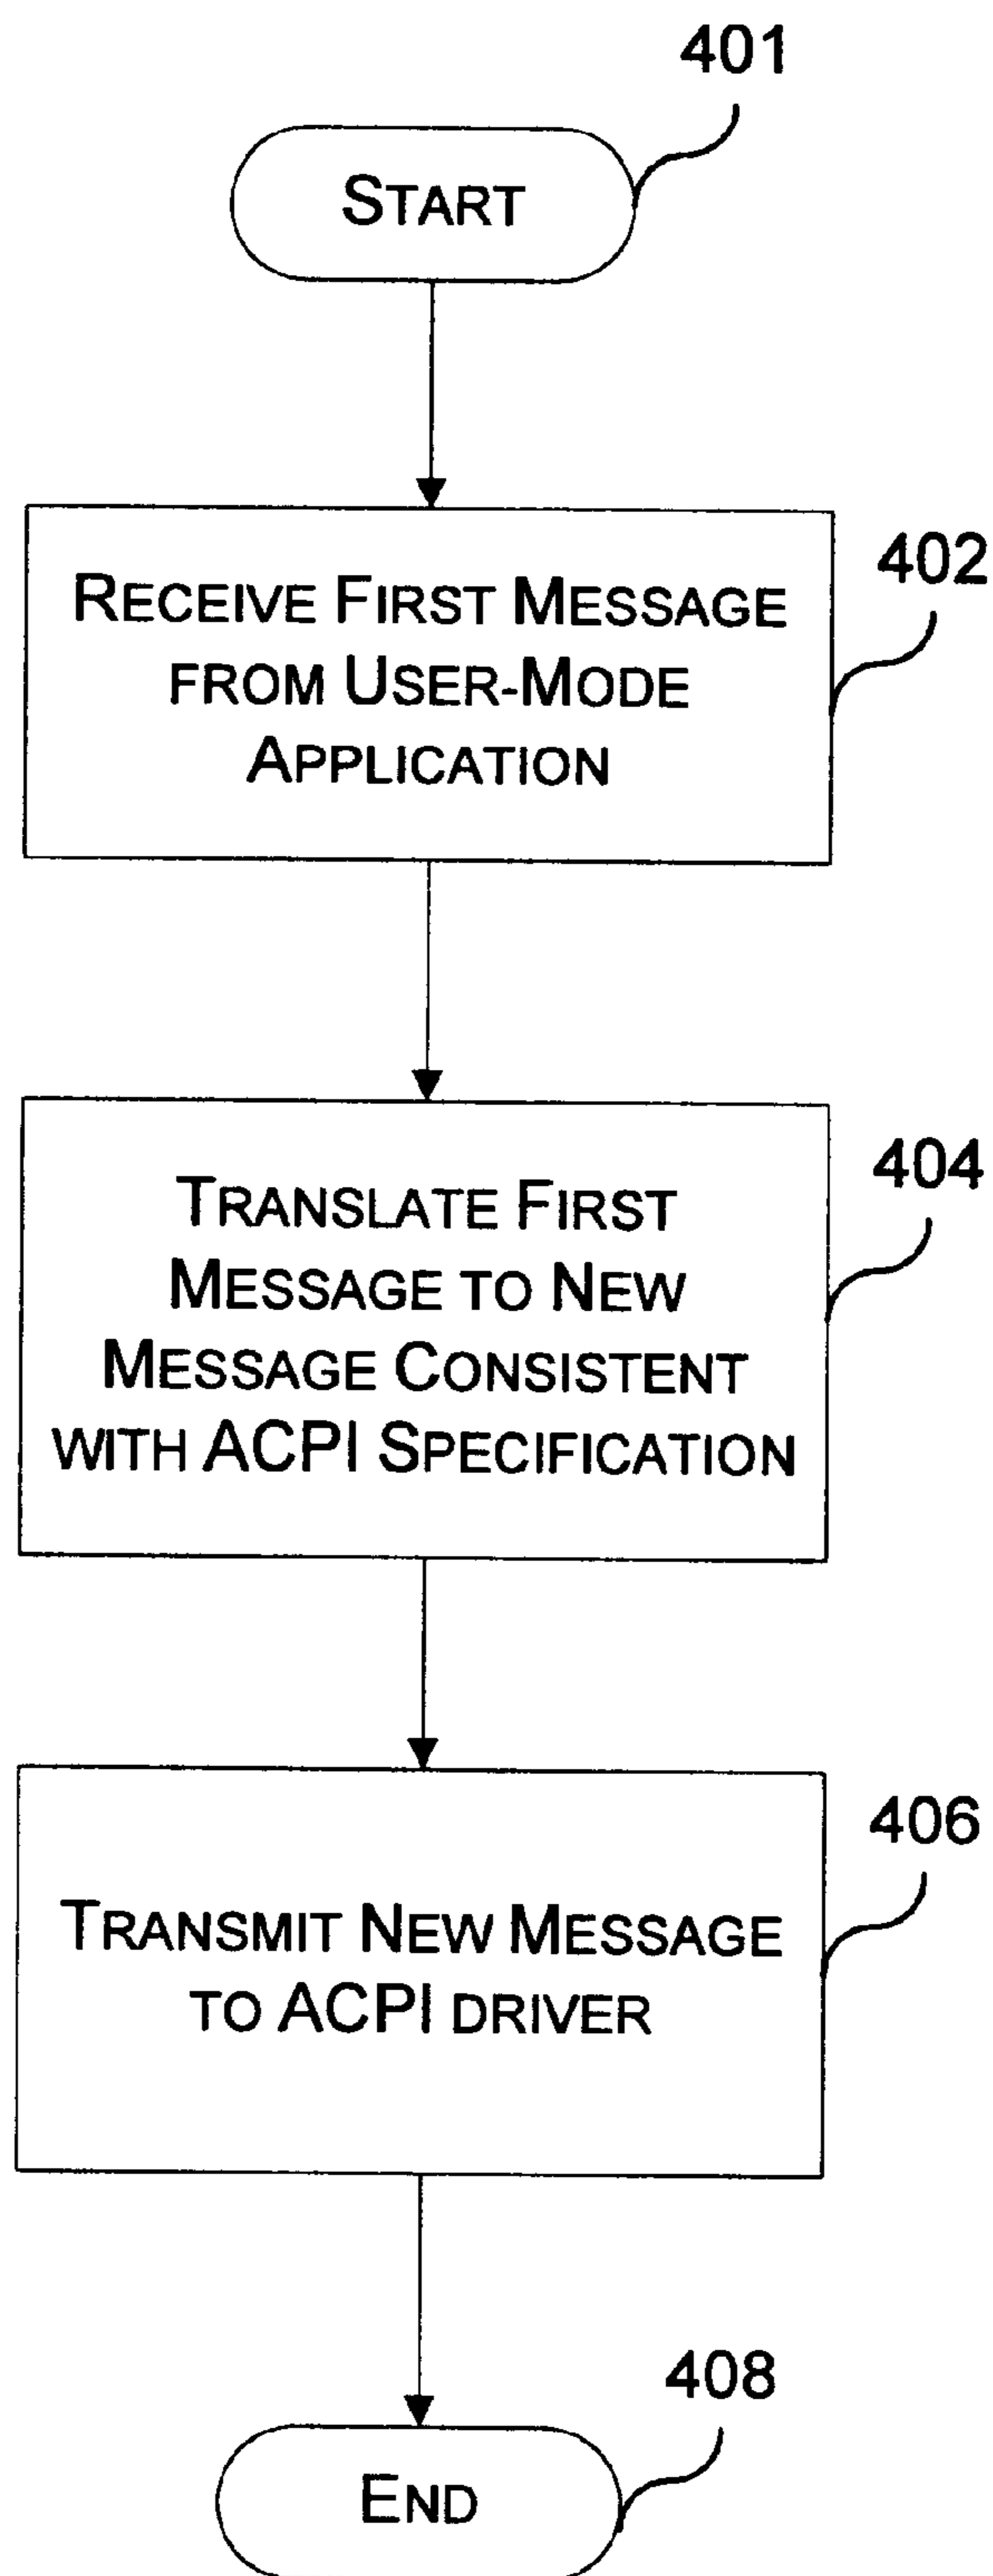 401
START
402
RECEIVE FIRST MESSAGE
FROM USER-MODE
APPLICATION
404
TRANSLATE FIRST
MESSAGE TO NEW
MESSAGE CONSISTENT
WITH ACPI SPECIFICATION
406
TRANSMIT NEW MESSAGE
TO ACPI DRIVER
408
END